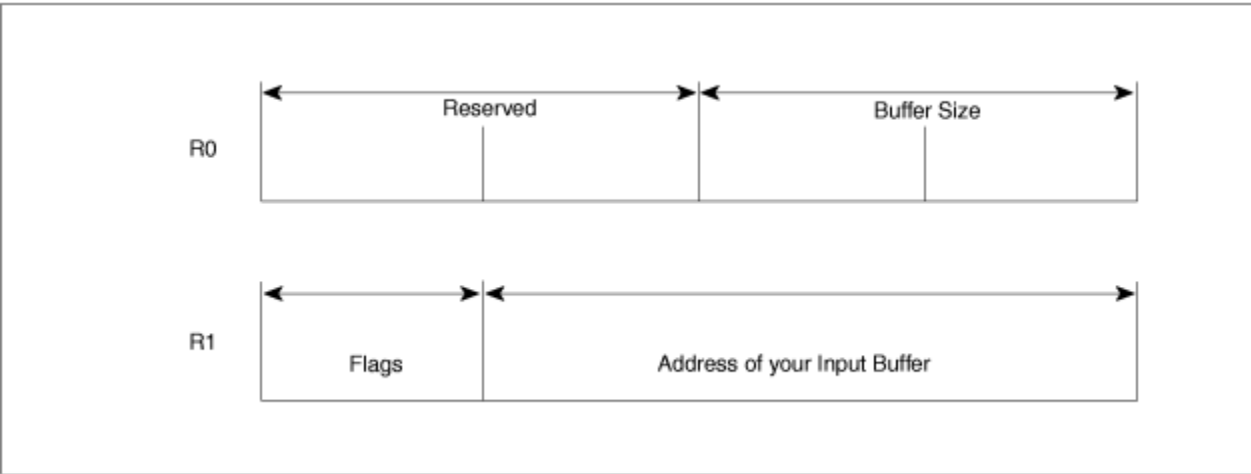 Reserved
Buffer Size
R0
R1
Flags
Address of your Input Buffer